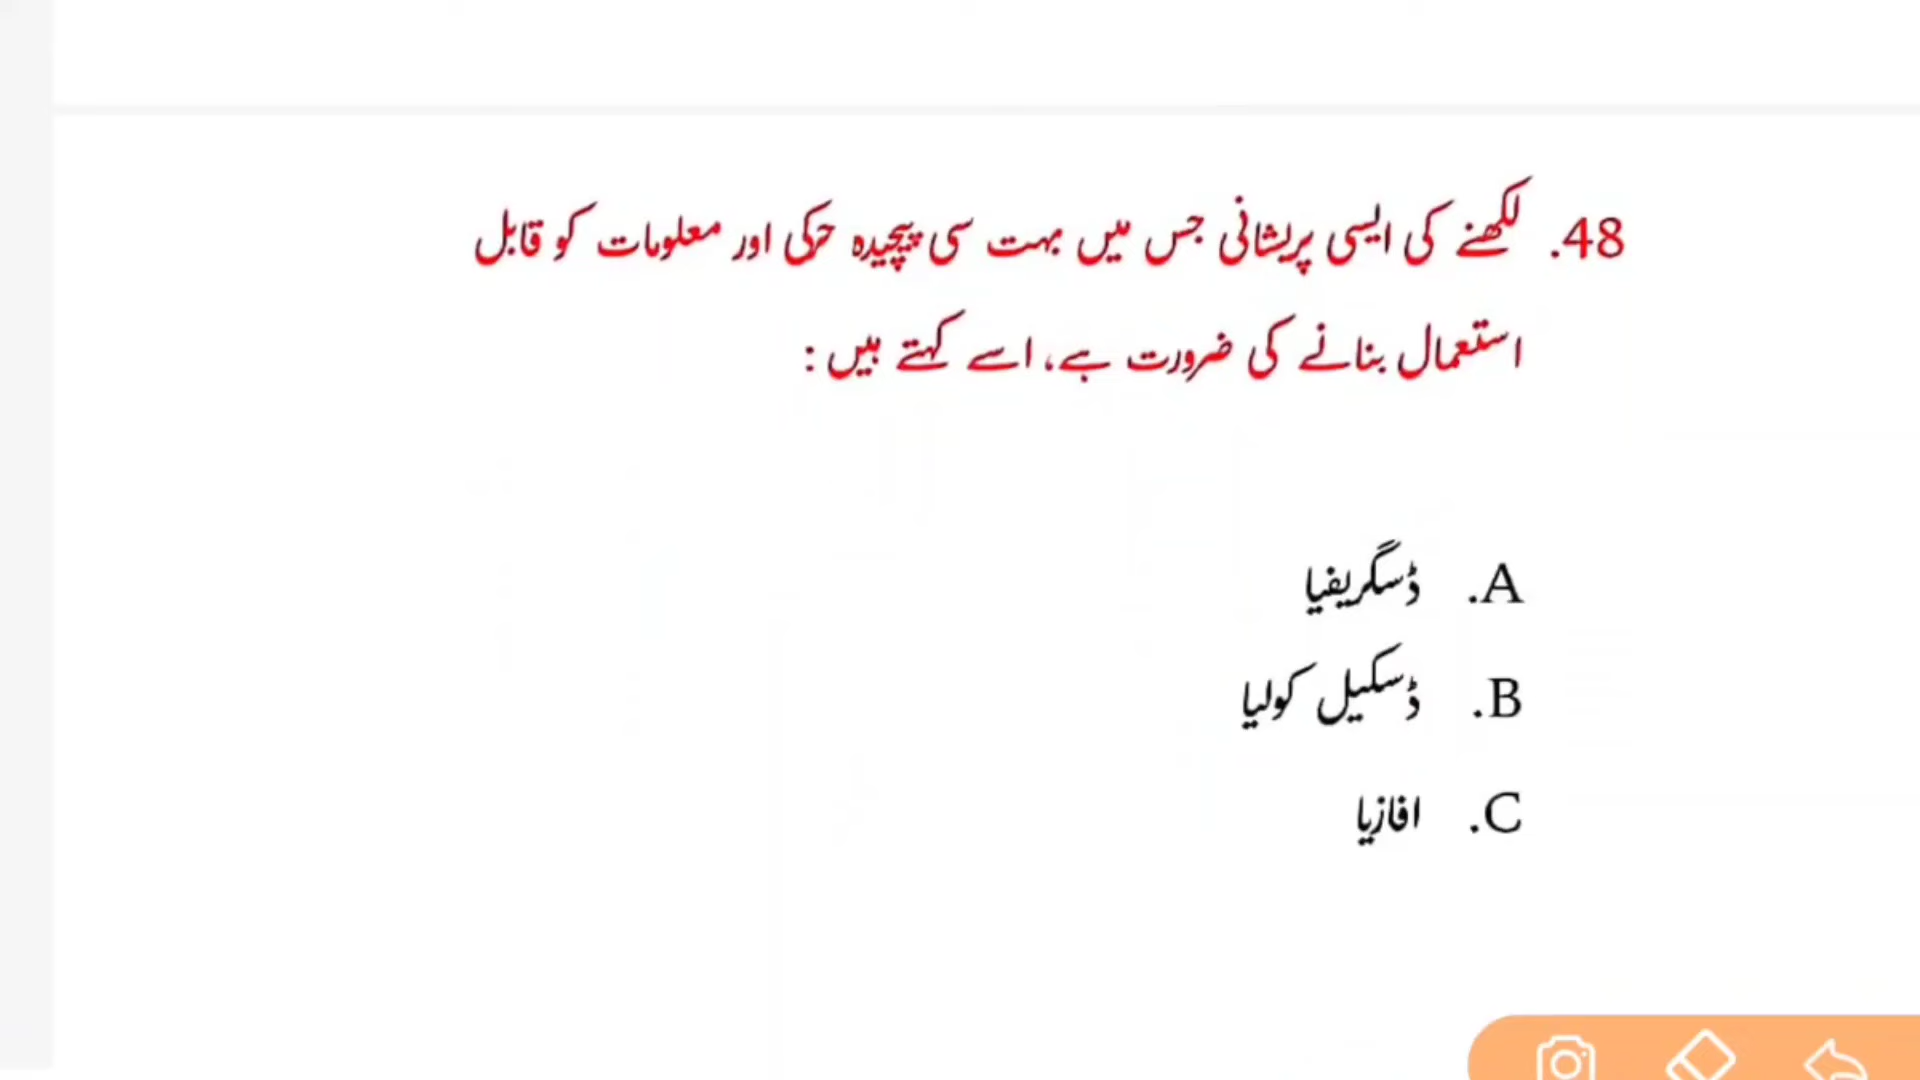 48. لکھنے کی ایسی پریشانی جس میں بہت سی پیچیدہ حرکی اور معلومات کو قابل
استعمال بنانے کی ضرورت ہے، اسے کہتے ہیں :
A. ڈسگریفیا
B. ڈسکیل کولیا
C. افازیا